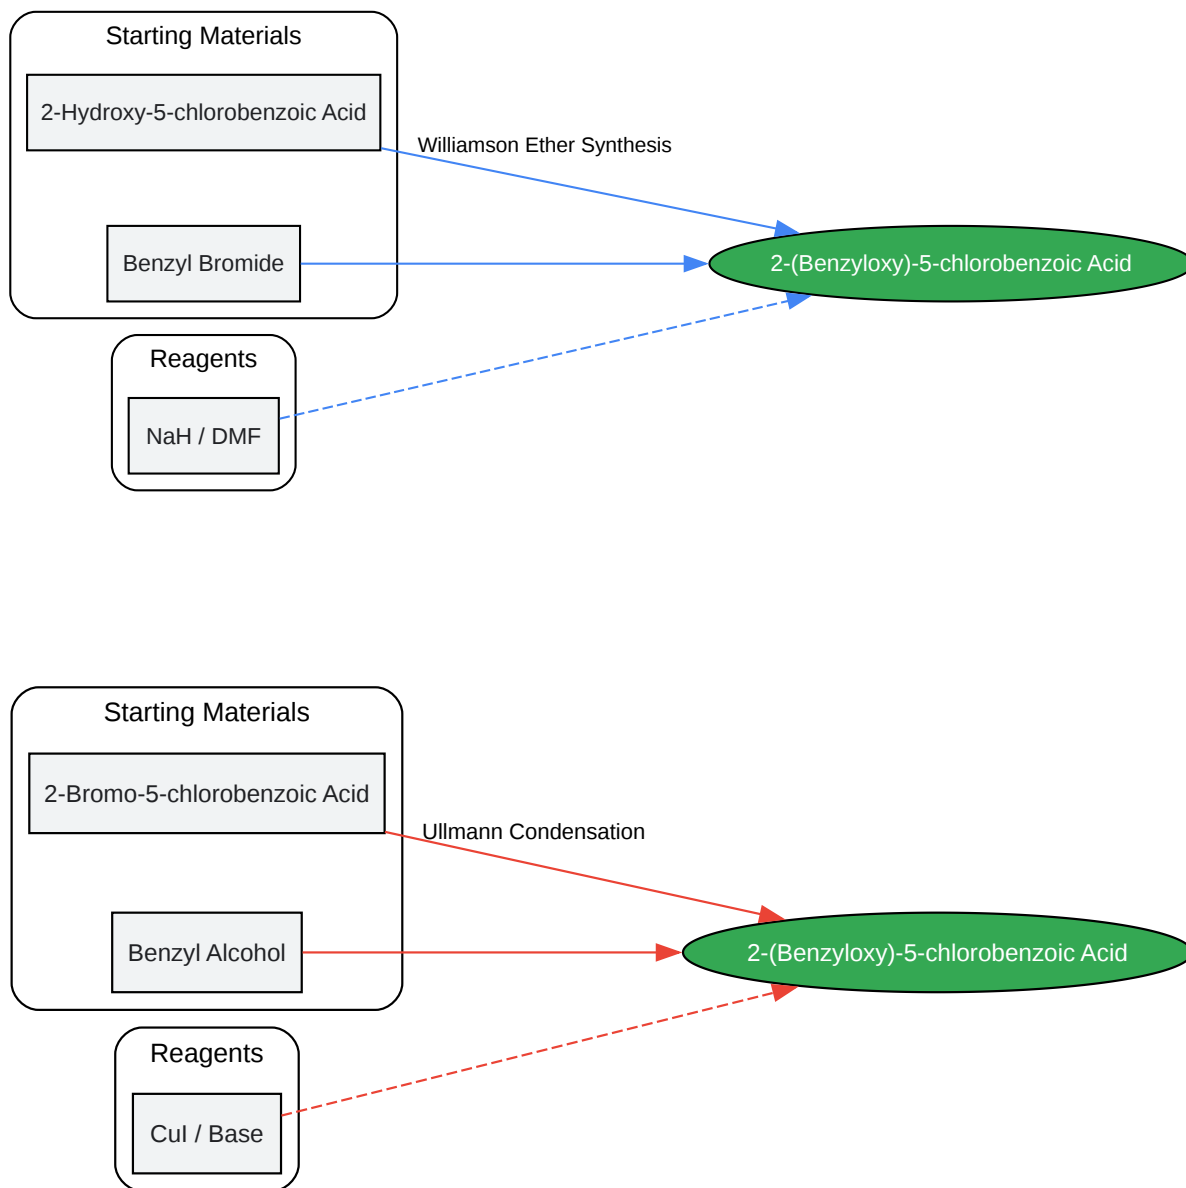 Starting Materials
2-Hydroxy-5-chlorobenzoic Acid
Williamson Ether Synthesis
Benzyl Bromide
2-(Benzyloxy)-5-chlorobenzoic Acid
Reagents
NaH / DMF
Starting Materials
2-Bromo-5-chlorobenzoic Acid
Ullmann Condensation
Benzyl Alcohol
2-(Benzyloxy)-5-chlorobenzoic Acid
Reagents
CuI / Base